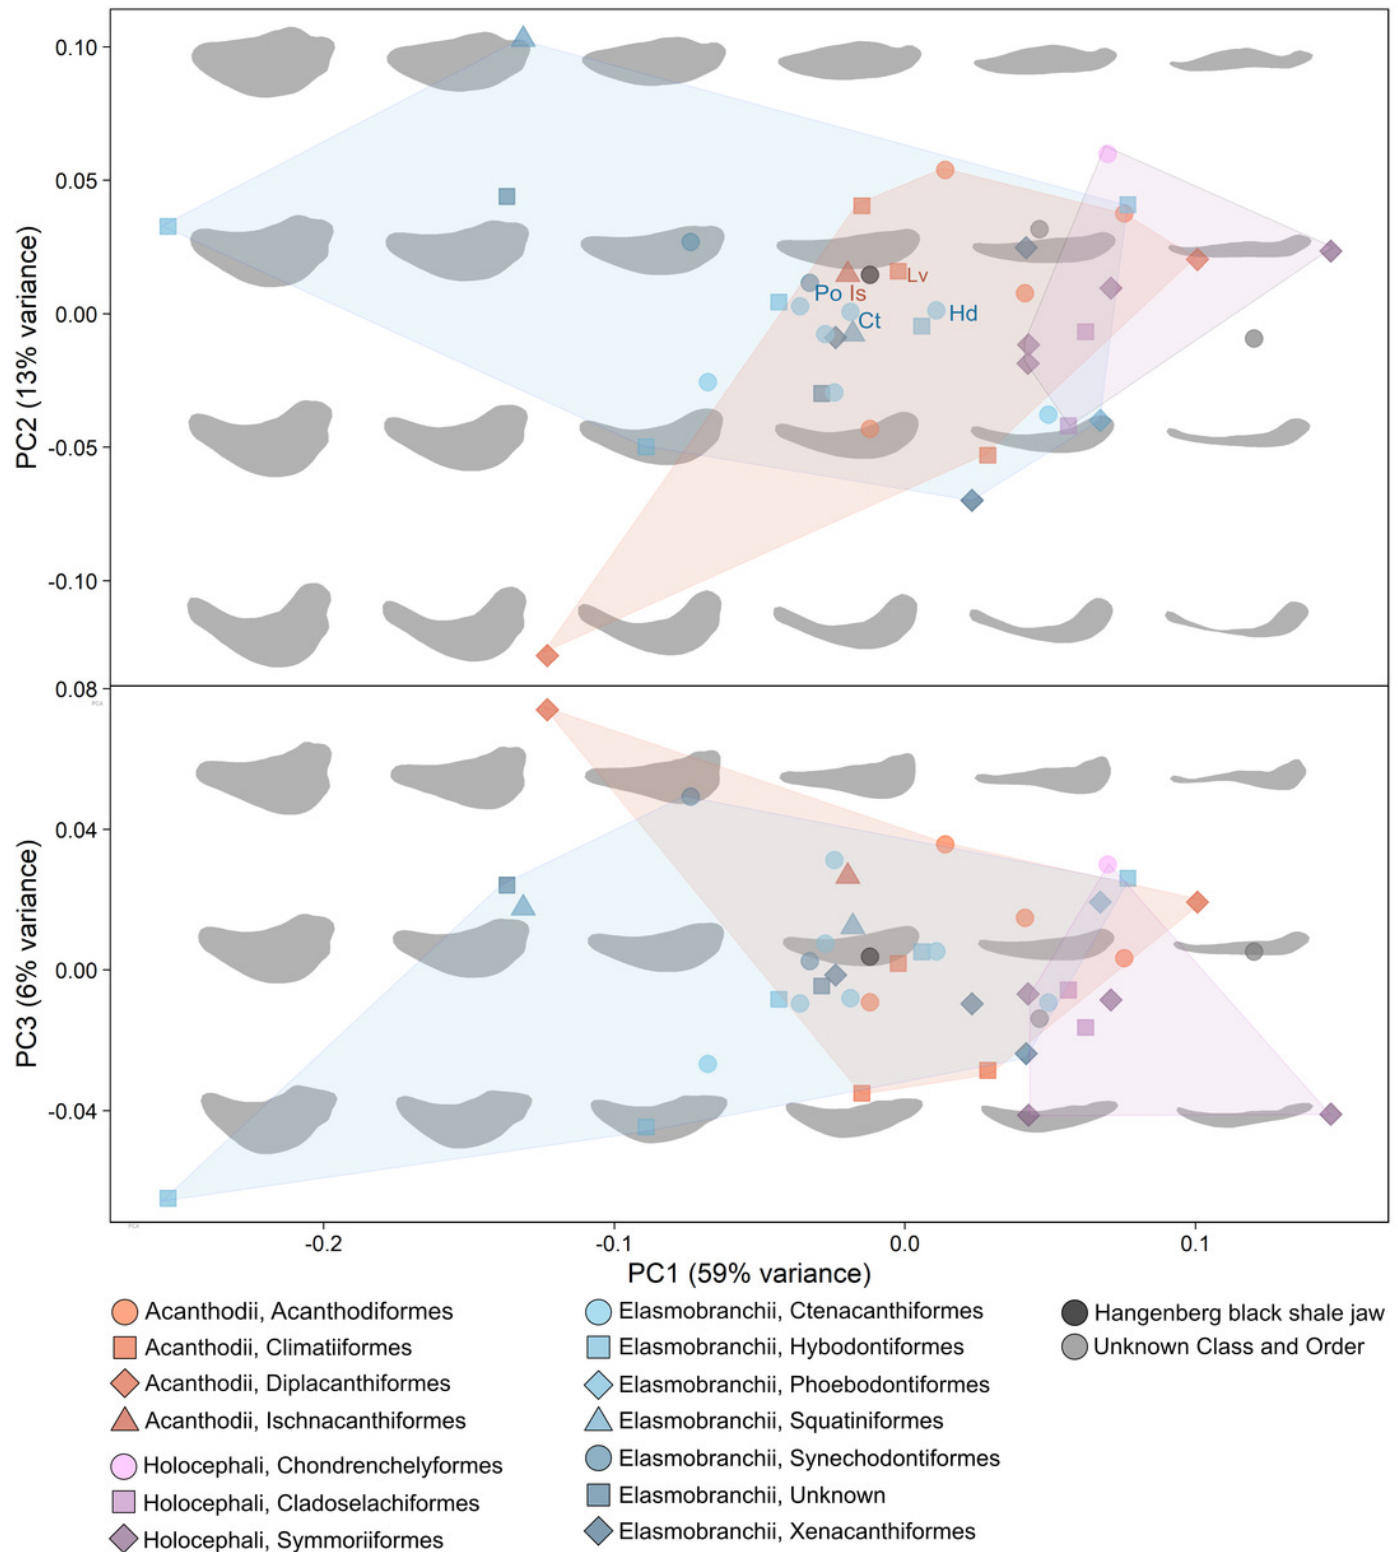 0.10
0.05
0.00
-0.05
-0.10
PC2 (13% variance)
Po Is
Lv
Ct
Hd
0.08
PCA
0.04
0.00
-0.04
PC3 (6% variance)
PCA
-0.2 -0.1 0.0 0.1
PC1 (59% variance)
Acanthodii, Acanthodiformes
Acanthodii, Climatiiformes
Acanthodii, Diplacanthiformes
Acanthodii, Ischnacanthiformes
Holocephali, Chondrenchelyformes
Holocephali, Cladoselachiformes
Holocephali, Symmoriiformes
Elasmobranchii, Ctenacanthiformes
Elasmobranchii, Hybodontiformes
Elasmobranchii, Phoebodontiformes
Elasmobranchii, Squatiniformes
Elasmobranchii, Synechodontiformes
Elasmobranchii, Unknown
Elasmobranchii, Xenacanthiformes
Hangenberg black shale jaw
Unknown Class and Order